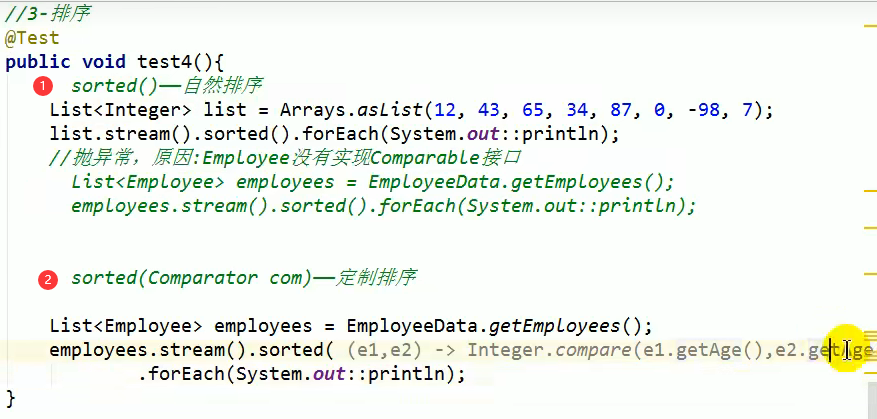 //3-排序
@Test
public void test4(){
1 sorted()——自然排序
List<Integer> list = Arrays.asList(12, 43, 65, 34, 87, 0, -98, 7);
list.stream().sorted().forEach(System.out::println);
//抛异常，原因:Employee没有实现Comparable接口
List<Employee> employees = EmployeeData.getEmployees();
employees.stream().sorted().forEach(System.out::println);
2 sorted(Comparator com)——定制排序
List<Employee> employees = EmployeeData.getEmployees();
employees.stream().sorted( (e1,e2) -> Integer.compare(e1.getAge(),e2.getAge
.forEach(System.out::println);
}